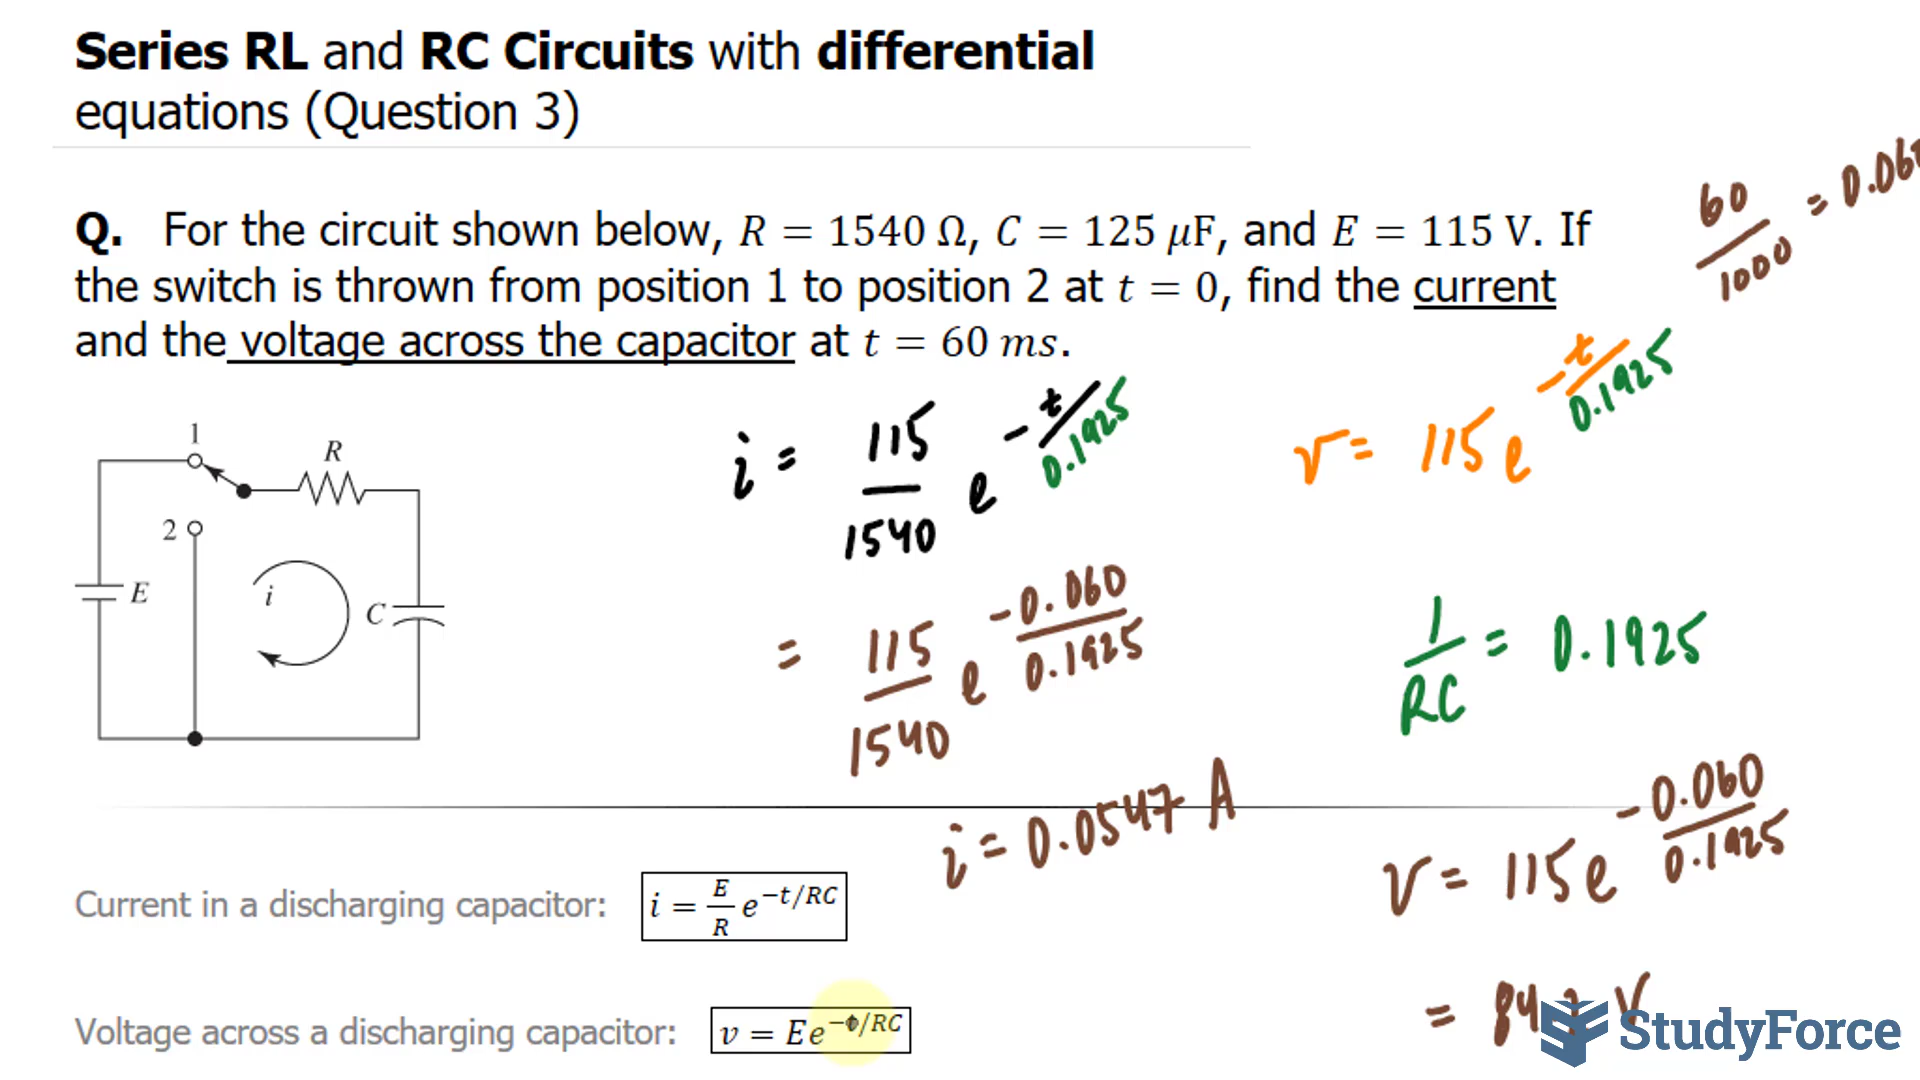 Series RL and RC Circuits with differential
equations (Question 3)
60/1000 = 0.060
Q. For the circuit shown below, R = 1540 Ω, C = 125 μF, and E = 115 V. If
the switch is thrown from position 1 to position 2 at t = 0, find the current
and the voltage across the capacitor at t = 60 ms.
i = 115/1540 e^(-t/0.1925)
v = 115e^(-t/0.1925)
1
R
2
E
i
C
= 115/1540 e^(-0.060/0.1925)
1/RC = 0.1925
i = 0.0547 A
v = 115e^(-0.060/0.1925)
Current in a discharging capacitor: i = E/R e^(−t/RC)
= 84. V
StudyForce
Voltage across a discharging capacitor: v = Ee^(−t/RC)